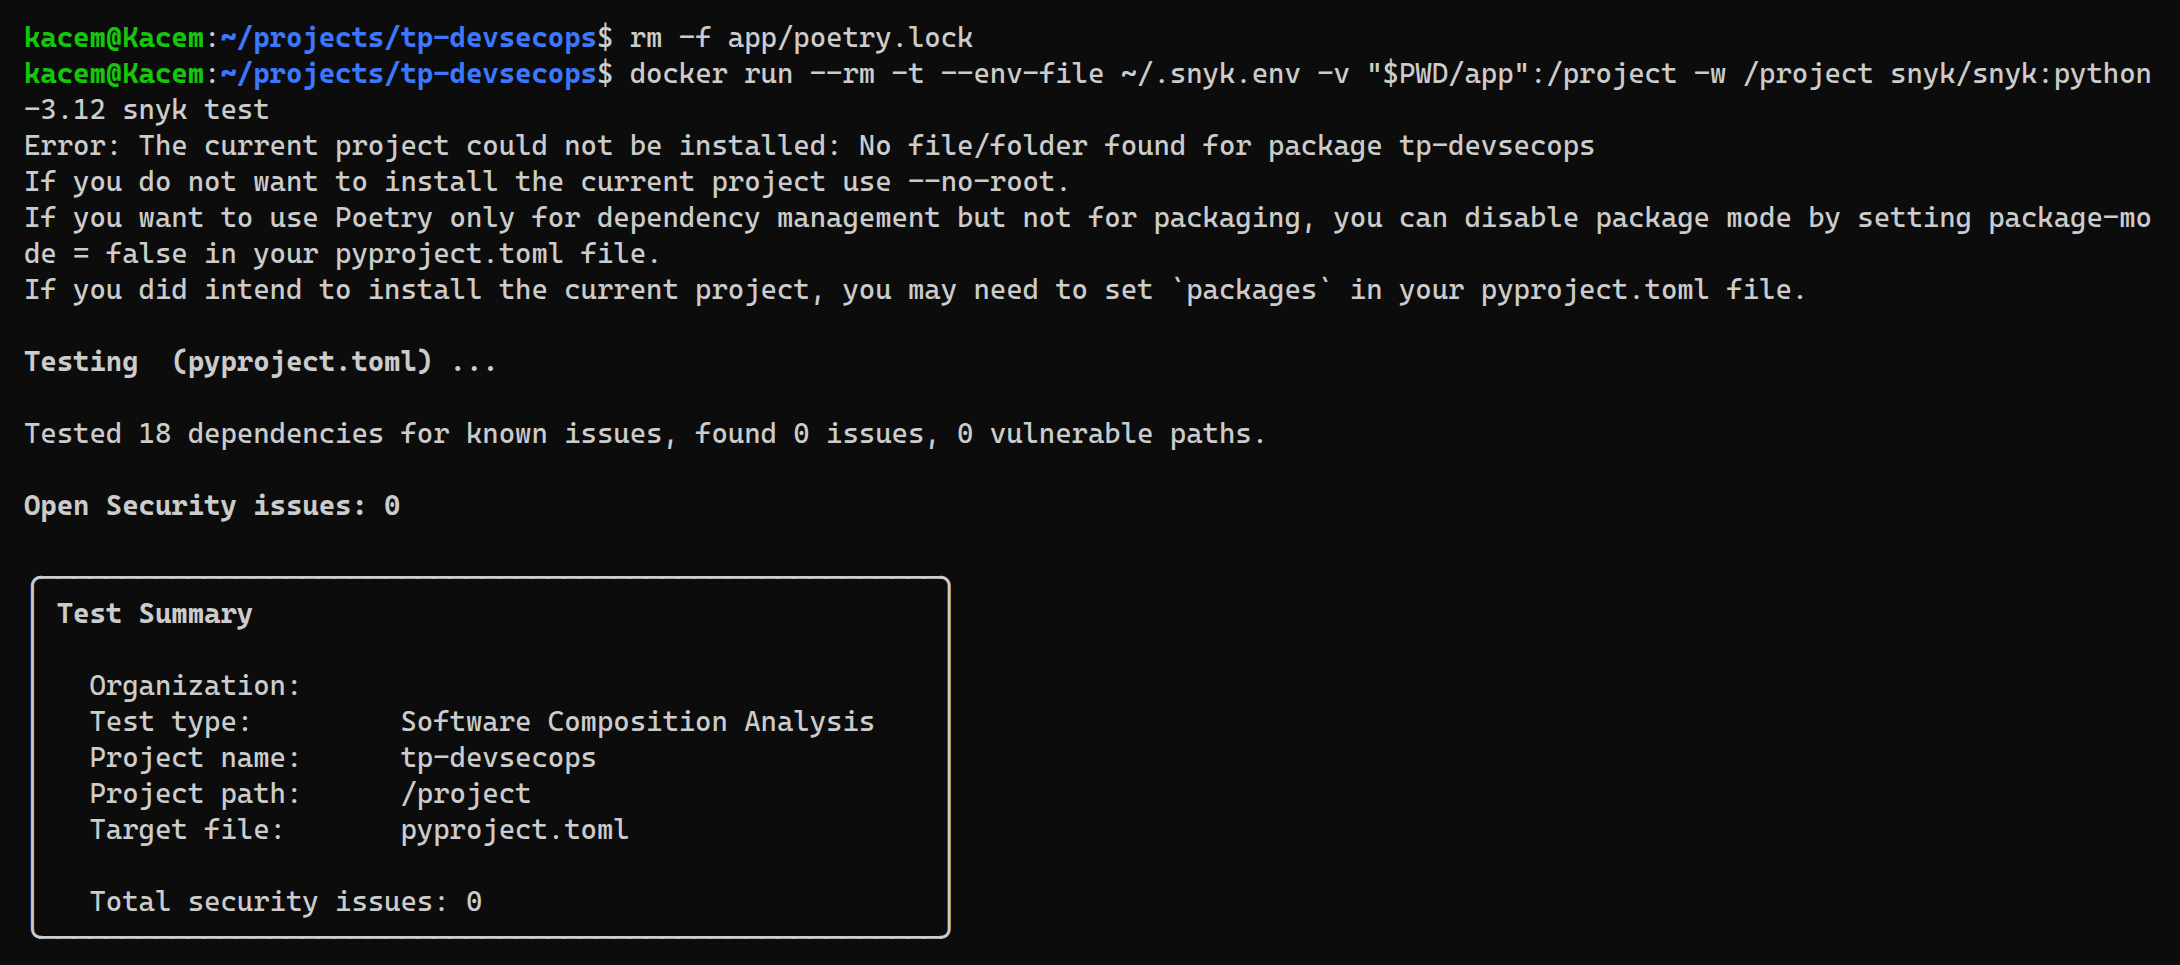 kacem@Kacem:~/projects/tp-devsecops$ rm -f app/poetry.lock
kacem@Kacem:~/projects/tp-devsecops$ docker run --rm -t --env-file ~/.snyk.env -v "$PWD/app":/project -w /project snyk/snyk:python
-3.12 snyk test
Error: The current project could not be installed: No file/folder found for package tp-devsecops
If you do not want to install the current project use --no-root.
If you want to use Poetry only for dependency management but not for packaging, you can disable package mode by setting package-mo
de = false in your pyproject.toml file.
If you did intend to install the current project, you may need to set `packages` in your pyproject.toml file.
Testing  (pyproject.toml) ...
Tested 18 dependencies for known issues, found 0 issues, 0 vulnerable paths.
Open Security issues: 0
Test Summary
Organization:
Test type:         Software Composition Analysis
Project name:      tp-devsecops
Project path:      /project
Target file:       pyproject.toml
Total security issues: 0